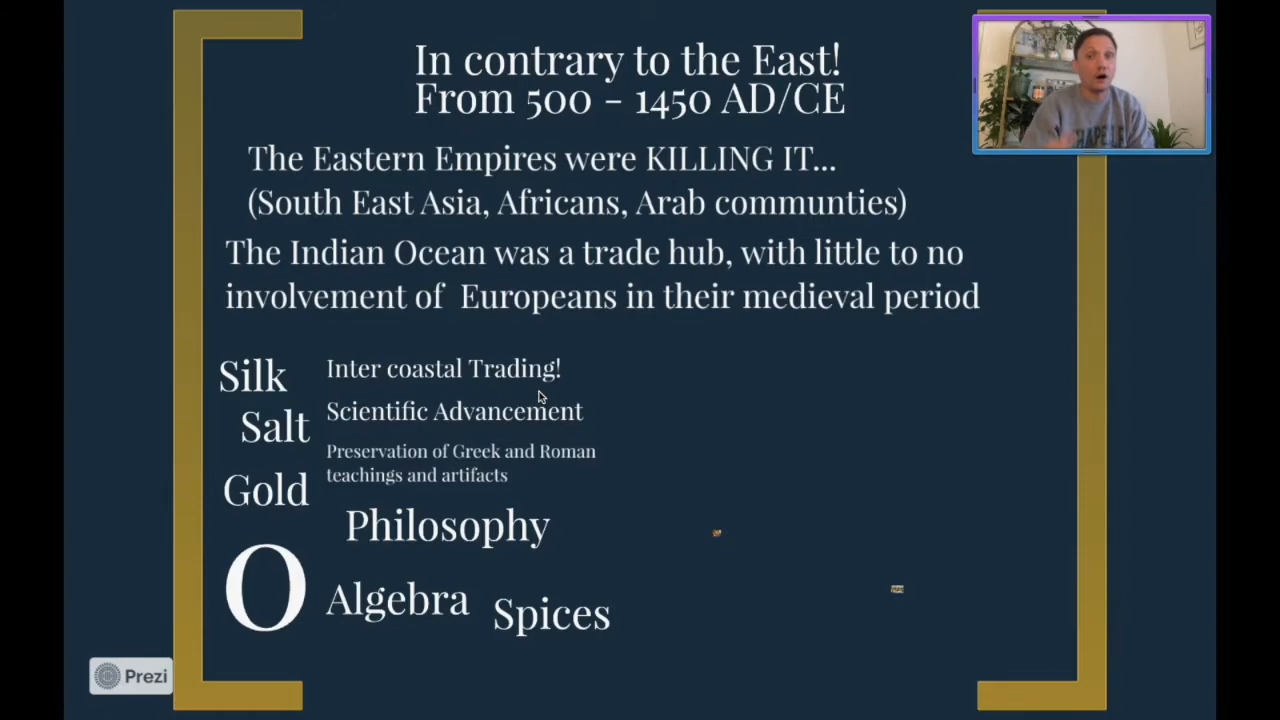 In contrary to the East!
From 500 - 1450 AD/CE
The Eastern Empires were KILLING IT...
(South East Asia, Africans, Arab communties)
The Indian Ocean was a trade hub, with little to no
involvement of Europeans in their medieval period
Silk
Inter coastal Trading!
Salt
Scientific Advancement
Preservation of Greek and Roman
teachings and artifacts
Gold
Philosophy
O
Algebra
Spices
Prezi